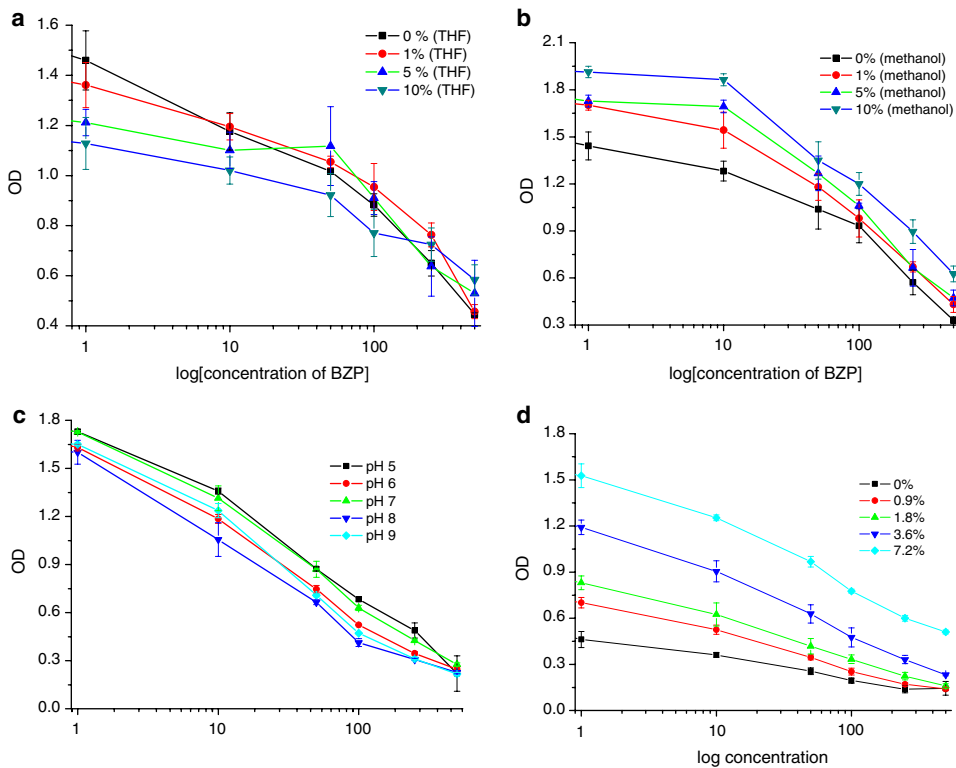 a
OD
1.6
1.4
1.2
1.0
0.8
0.6
0.4
1
10
100
log[concentration of BZP]
0 % (THF)
1% (THF)
5 % (THF)
10% (THF)
b
OD
2.1
1.8
1.5
1.2
0.9
0.6
0.3
1
10
100
log[concentration of BZP]
0% (methanol)
1% (methanol)
5% (methanol)
10% (methanol)
c
OD
1.8
1.5
1.2
0.9
0.6
0.3
0.0
1
10
100
pH 5
pH 6
pH 7
pH 8
pH 9
d
OD
1.8
1.5
1.2
0.9
0.6
0.3
0.0
1
10
100
log concentration
0%
0.9%
1.8%
3.6%
7.2%